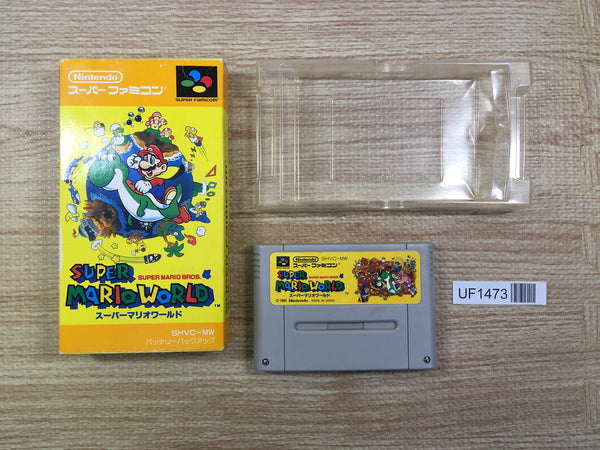 Nintendo
スーパーファミコン
SUPER FAMICOM
SUPER MARIO BROS. 4
SUPER
MARIO WORLD
TM
スーパーマリオワールド
SHVC-MW
バッテリーバックアップ
Nintendo
SHVC-MW
スーパーファミコン
SUPER MARIO BROS. 4
SUPER
MARIO WORLD
スーパーマリオワールド
©1990 Nintendo
MADE IN JAPAN
UF1473